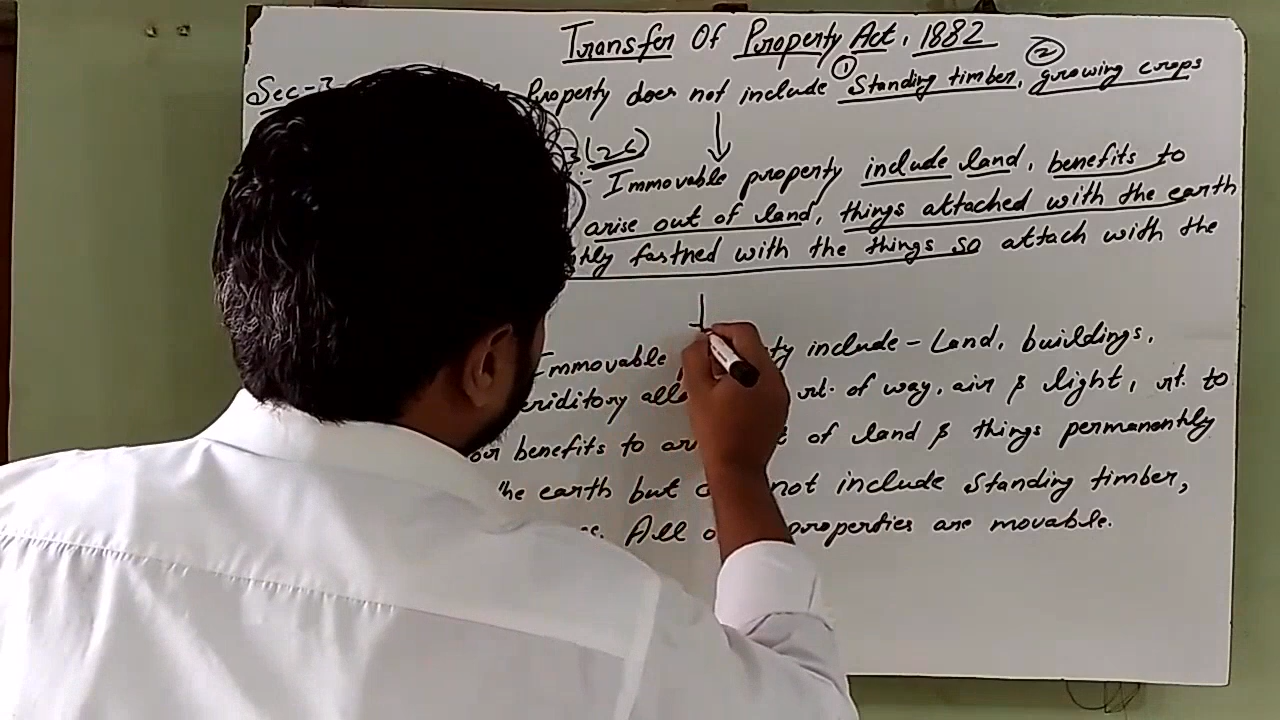 Transfer Of Property Act, 1882
Sec-3 Property does not include ① Standing timber, ② growing crops
3(26)
:- Immovable property include land, benefits to
arise out of land, things attached with the earth
fastned with the things so attach with the
Immovable include - Land, buildings,
rt. of way, air & light, rt. to
benefits to of land & things permanenhly
the earth but not include Standing timber,
All properties are movable.